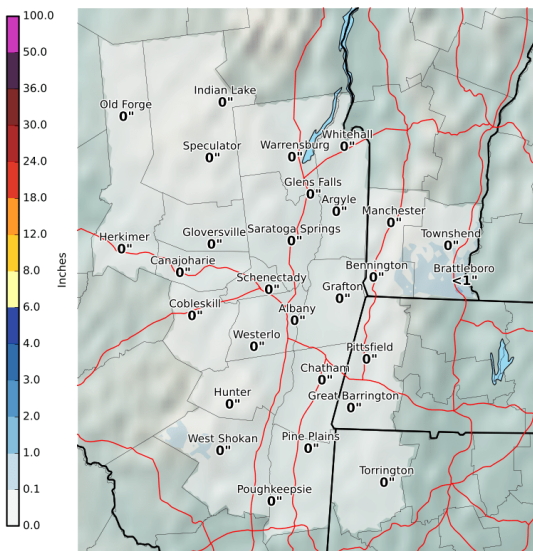 100.0
50.0
36.0
30.0
24.0
18.0
12.0
8.0
6.0
4.0
3.0
2.0
1.0
0.1
0.0
Inches
Old Forge
0"
Indian Lake
0"
Speculator
0"
Warrensburg
0"
Whitehall
0"
Glens Falls
0"
Argyle
0"
Manchester
0"
Herkimer
0"
Gloversville
0"
Saratoga Springs
0"
Townshend
0"
Canajoharie
0"
Bennington
0"
Brattleboro
<1"
Schenectady
0"
Grafton
0"
Cobleskill
0"
Albany
0"
Westerlo
0"
Pittsfield
0"
Chatham
0"
Hunter
0"
Great Barrington
0"
West Shokan
0"
Pine Plains
0"
Torrington
0"
Poughkeepsie
0"